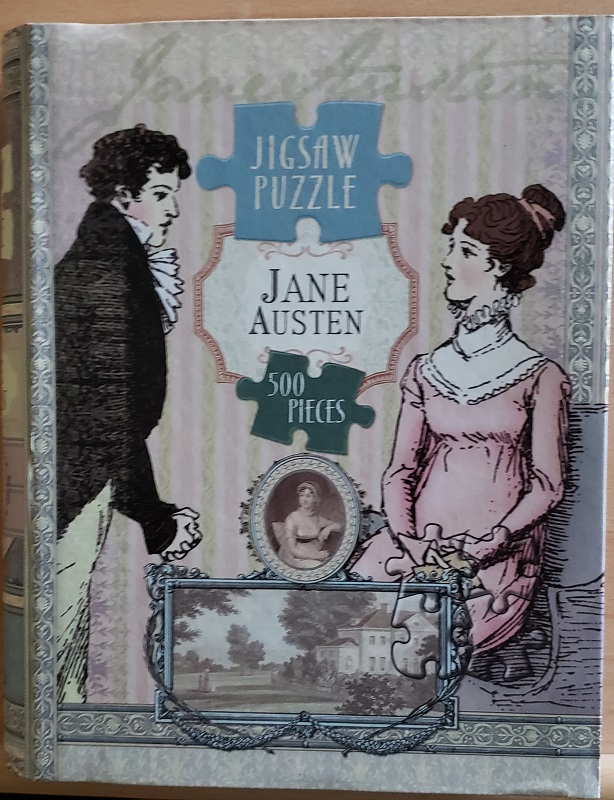 Jane Austen
JIGSAW
PUZZLE
JANE
AUSTEN
500
PIECES